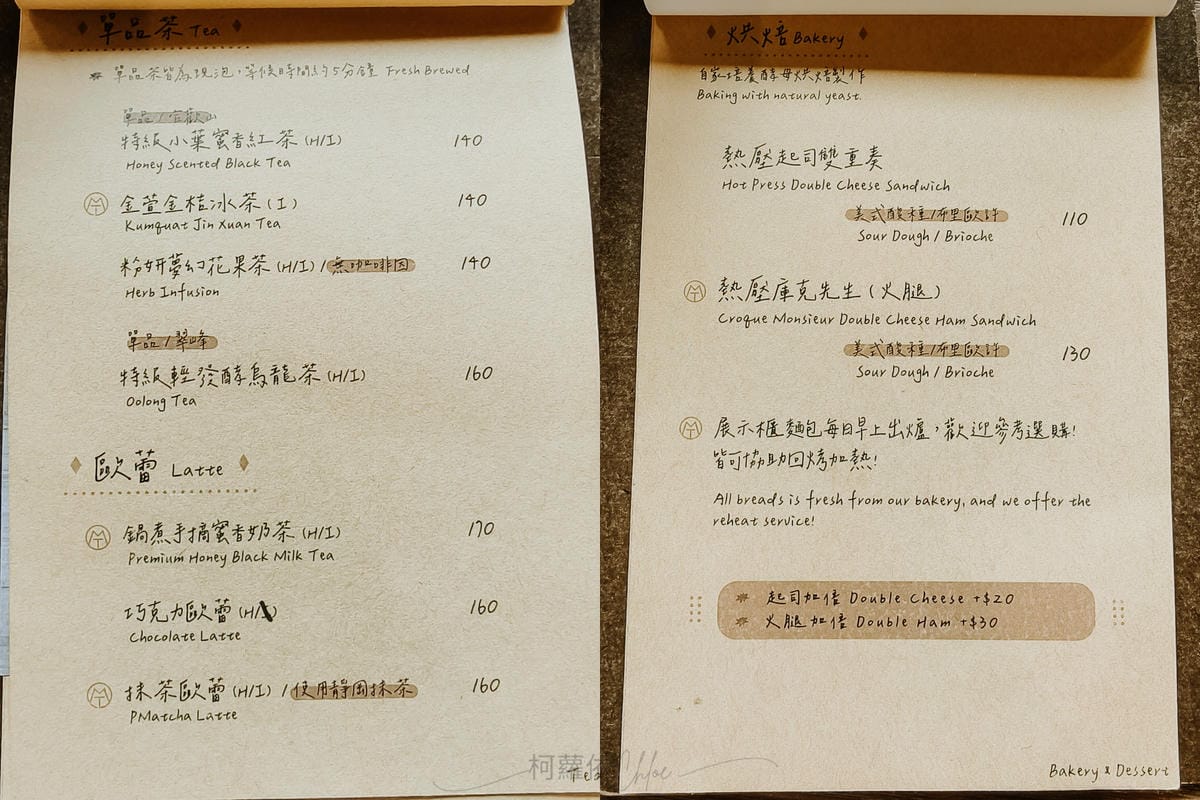 單品茶 Tea
單品茶皆為現泡，等候時間約5分鐘 Fresh Brewed
單品 / 合歡山
特級小葉蜜香紅茶 (H/I) 140
Honey Scented Black Tea
金萱金桔冰茶 (I) 140
Kumquat Jin Xuan Tea
粉妍夢幻花果茶 (H/I) / 無咖啡因 140
Herb Infusion
單品 / 翠峰
特級輕發酵烏龍茶 (H/I) 160
Oolong Tea
歐蕾 Latte
鍋煮手摘蜜香奶茶 (H/I) 170
Premium Honey Black Milk Tea
巧克力歐蕾 (H/ ) 160
Chocolate Latte
抹茶歐蕾 (H/I) / 使用靜岡抹茶 160
PMatcha Latte
烘焙 Bakery
自家培養酵母烘焙製作
Baking with natural yeast.
熱壓起司雙重奏
Hot Press Double Cheese Sandwich
美式酸種/布里歐許 110
Sour Dough / Brioche
熱壓庫克先生 (火腿)
Croque Monsieur Double Cheese Ham Sandwich
美式酸種/布里歐許 130
Sour Dough / Brioche
展示櫃麵包每日早上出爐，歡迎參考選購!
皆可協助回烤加熱!
All breads is fresh from our bakery, and we offer the
reheat service!
起司加倍 Double Cheese +$20
火腿加倍 Double Ham +$30
Bakery & Dessert
柯蘿依 Chloe